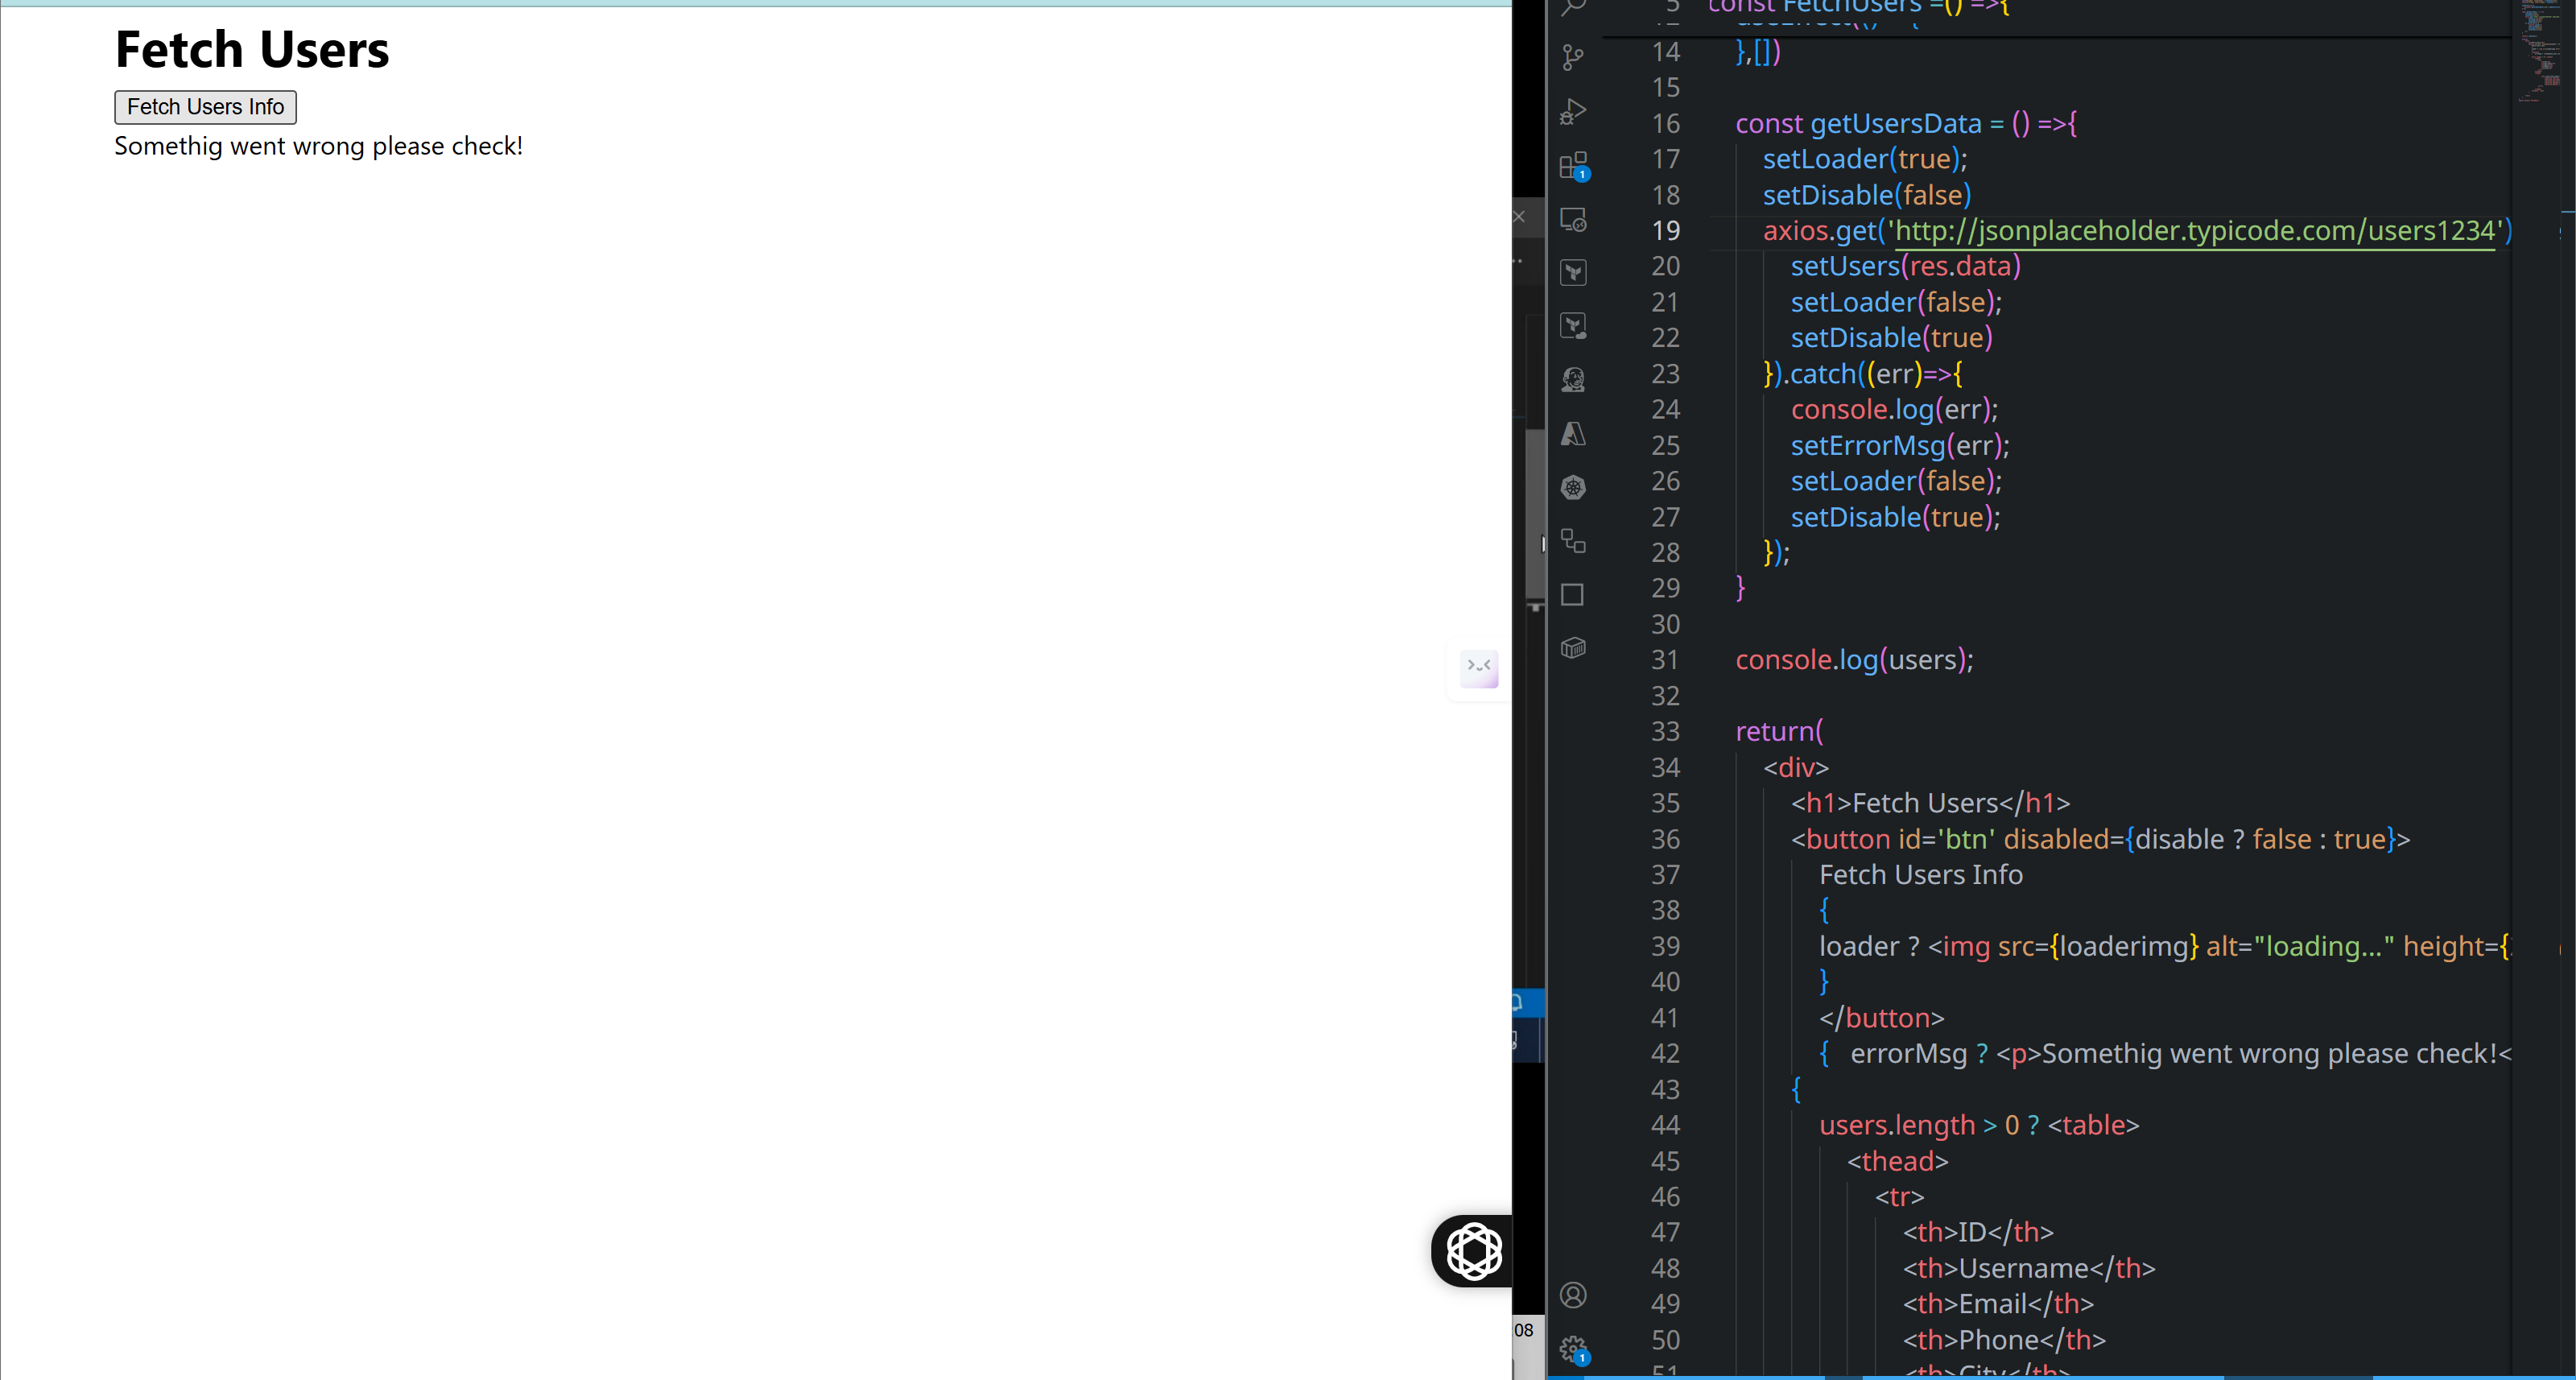 Fetch Users
Fetch Users Info
Somethig went wrong please check!
08
5 const FetchUsers =() =>{
14 },[])
15
16 const getUsersData = () =>{
17 setLoader(true);
18 setDisable(false)
19 axios.get('http://jsonplaceholder.typicode.com/users1234')
20 setUsers(res.data)
21 setLoader(false);
22 setDisable(true)
23 }).catch((err)=>{
24 console.log(err);
25 setErrorMsg(err);
26 setLoader(false);
27 setDisable(true);
28 });
29 }
30
31 console.log(users);
32
33 return(
34 <div>
35 <h1>Fetch Users</h1>
36 <button id='btn' disabled={disable ? false : true}>
37 Fetch Users Info
38 {
39 loader ? <img src={loaderimg} alt="loading..." height={
40 }
41 </button>
42 { errorMsg ? <p>Somethig went wrong please check!<
43 {
44 users.length > 0 ? <table>
45 <thead>
46 <tr>
47 <th>ID</th>
48 <th>Username</th>
49 <th>Email</th>
50 <th>Phone</th>
51 <th>City</th>
1
1